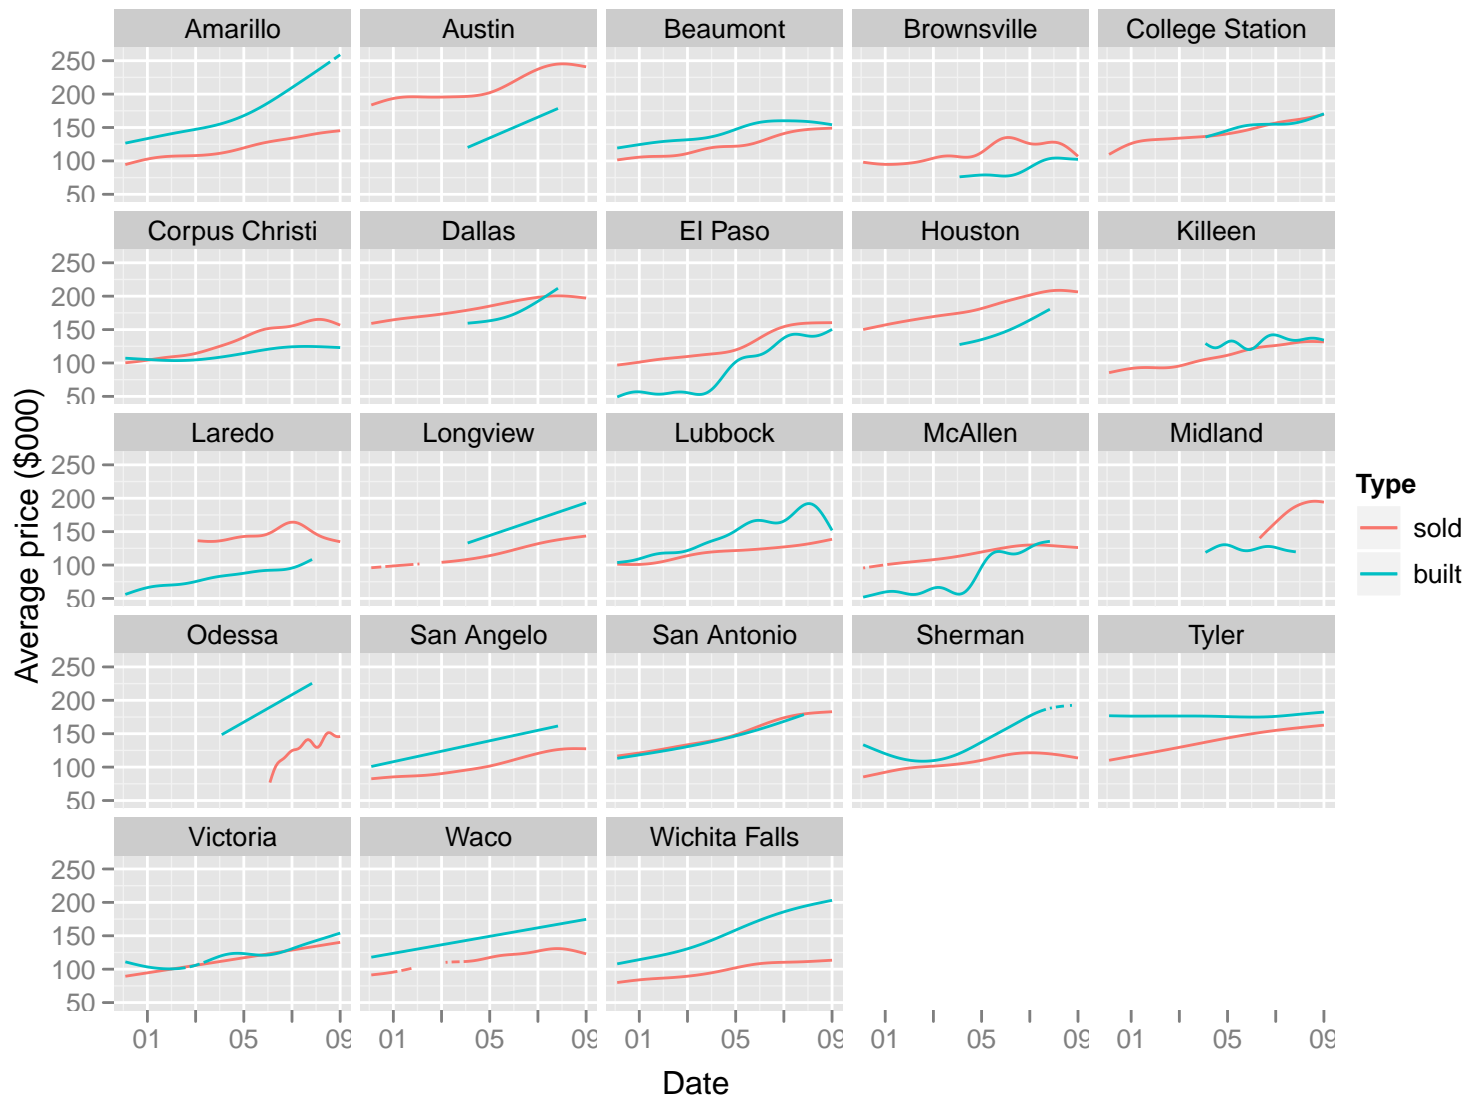 Amarillo Austin Beaumont Brownsville College Station
250
200
150
100
50
Corpus Christi Dallas El Paso Houston Killeen
250
200
150
100
50
Laredo Longview Lubbock McAllen Midland
250
200
150
100
50
Odessa San Angelo San Antonio Sherman Tyler
250
200
150
100
50
Victoria Waco Wichita Falls
250
200
150
100
50
01 05 09 01 05 09 01 05 09 01 05 09 01 05 09
Date
Average price ($000)
Type
sold
built